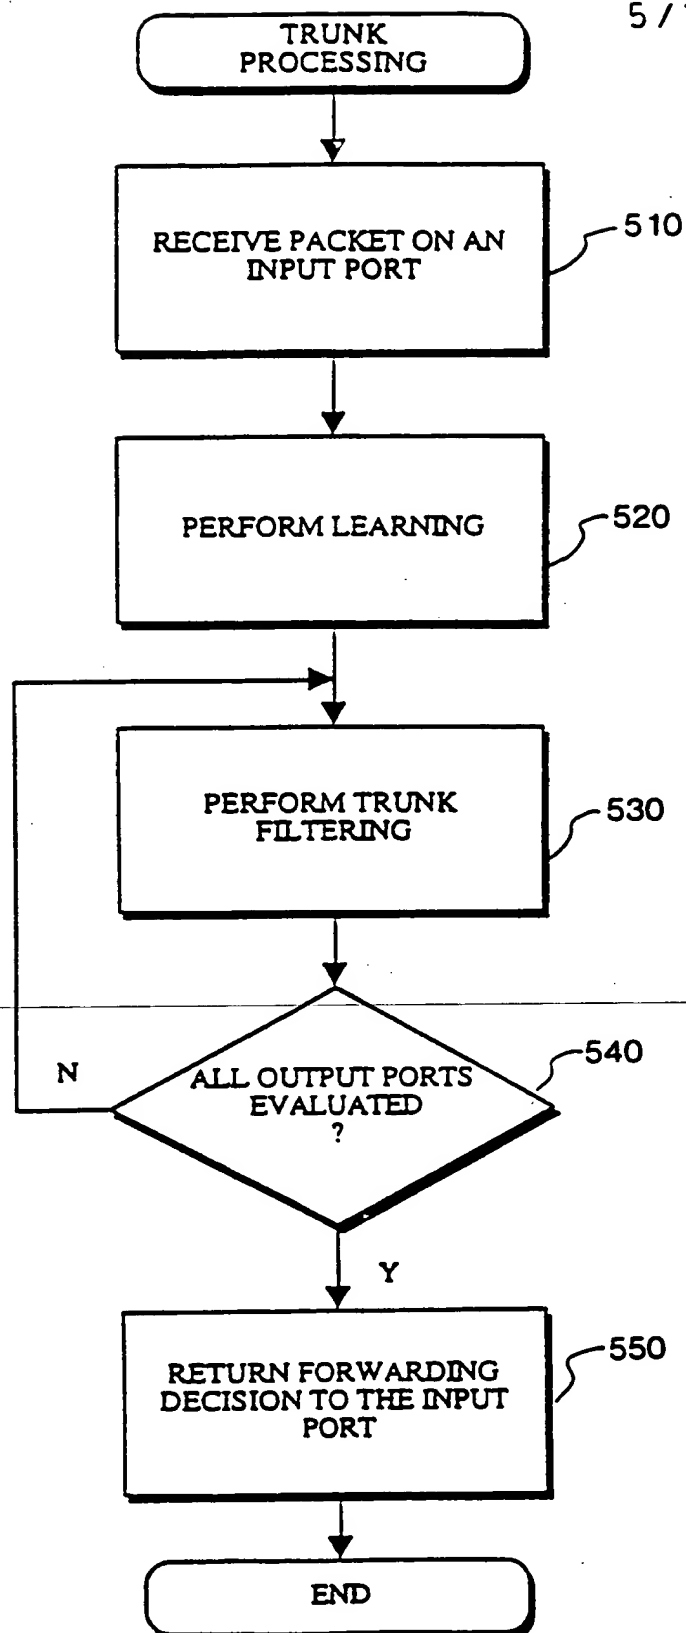 5 /
TRUNK
PROCESSING
RECEIVE PACKET ON AN
INPUT PORT
510
PERFORM LEARNING
520
PERFORM TRUNK
FILTERING
530
ALL OUTPUT PORTS
EVALUATED
?
540
N
Y
RETURN FORWARDING
DECISION TO THE INPUT
PORT
550
END